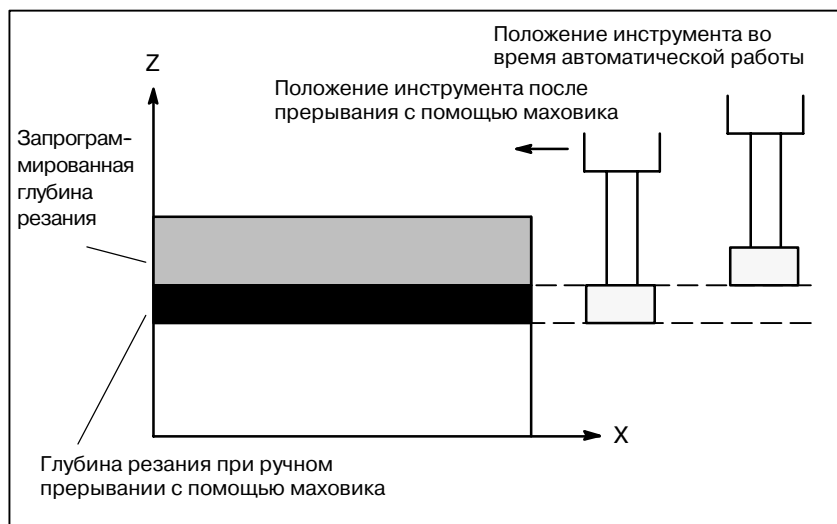 Положение инструмента во
время автоматической работы
Z
Положение инструмента после
прерывания с помощью маховика
Запрограм-
мированная
глубина
резания
X
Глубина резания при ручном
прерывании с помощью маховика